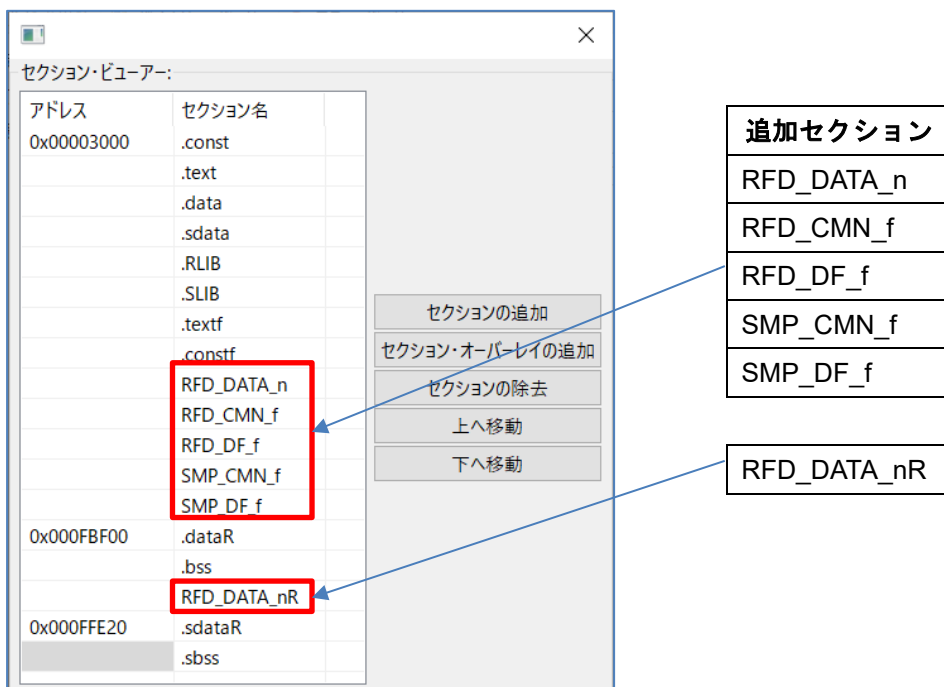 セクション・ビューアー:
アドレス セクション名
0x00003000 .const
.text
.data
.sdata
.RLIB
.SLIB
.textf
.constf
RFD_DATA_n
RFD_CMN_f
RFD_DF_f
SMP_CMN_f
SMP_DF_f
0x000FBF00 .dataR
.bss
RFD_DATA_nR
0x000FFE20 .sdataR
.sbss
セクションの追加
セクション・オーバーレイの追加
セクションの除去
上へ移動
下へ移動
追加セクション
RFD_DATA_n
RFD_CMN_f
RFD_DF_f
SMP_CMN_f
SMP_DF_f
RFD_DATA_nR